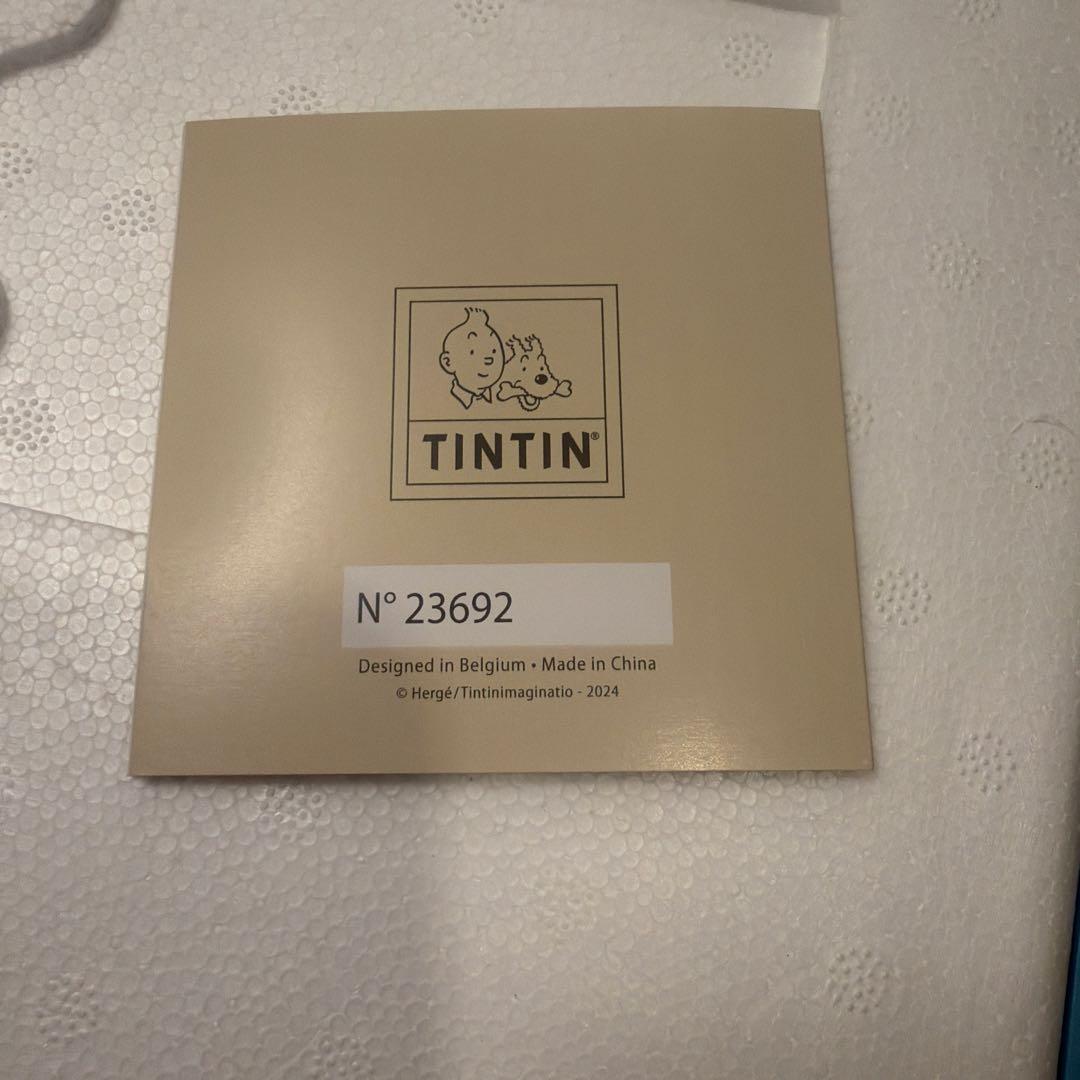 TINTIN®
N° 23692
Designed in Belgium • Made in China
© Hergé/Tintinimaginatio - 2024